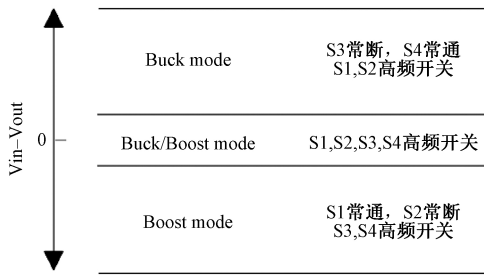 Vin–Vout
0
Buck mode
S3常断，S4常通
S1,S2高频开关
Buck/Boost mode
S1,S2,S3,S4高频开关
Boost mode
S1常通，S2常断
S3,S4高频开关